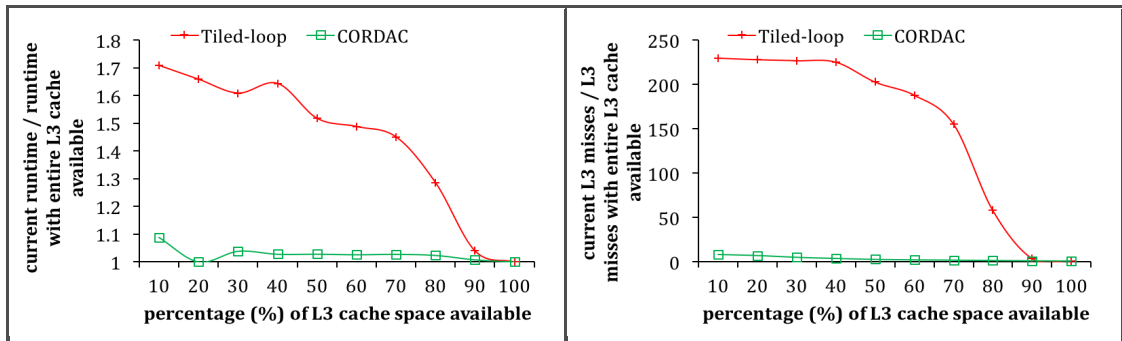 Tiled-loop CORDAC
current runtime / runtime
with entire L3 cache
available
1.8
1.7
1.6
1.5
1.4
1.3
1.2
1.1
1
10 20 30 40 50 60 70 80 90 100
percentage (%) of L3 cache space available
Tiled-loop CORDAC
current L3 misses / L3
misses with entire L3 cache
available
250
200
150
100
50
0
10 20 30 40 50 60 70 80 90 100
percentage (%) of L3 cache space available